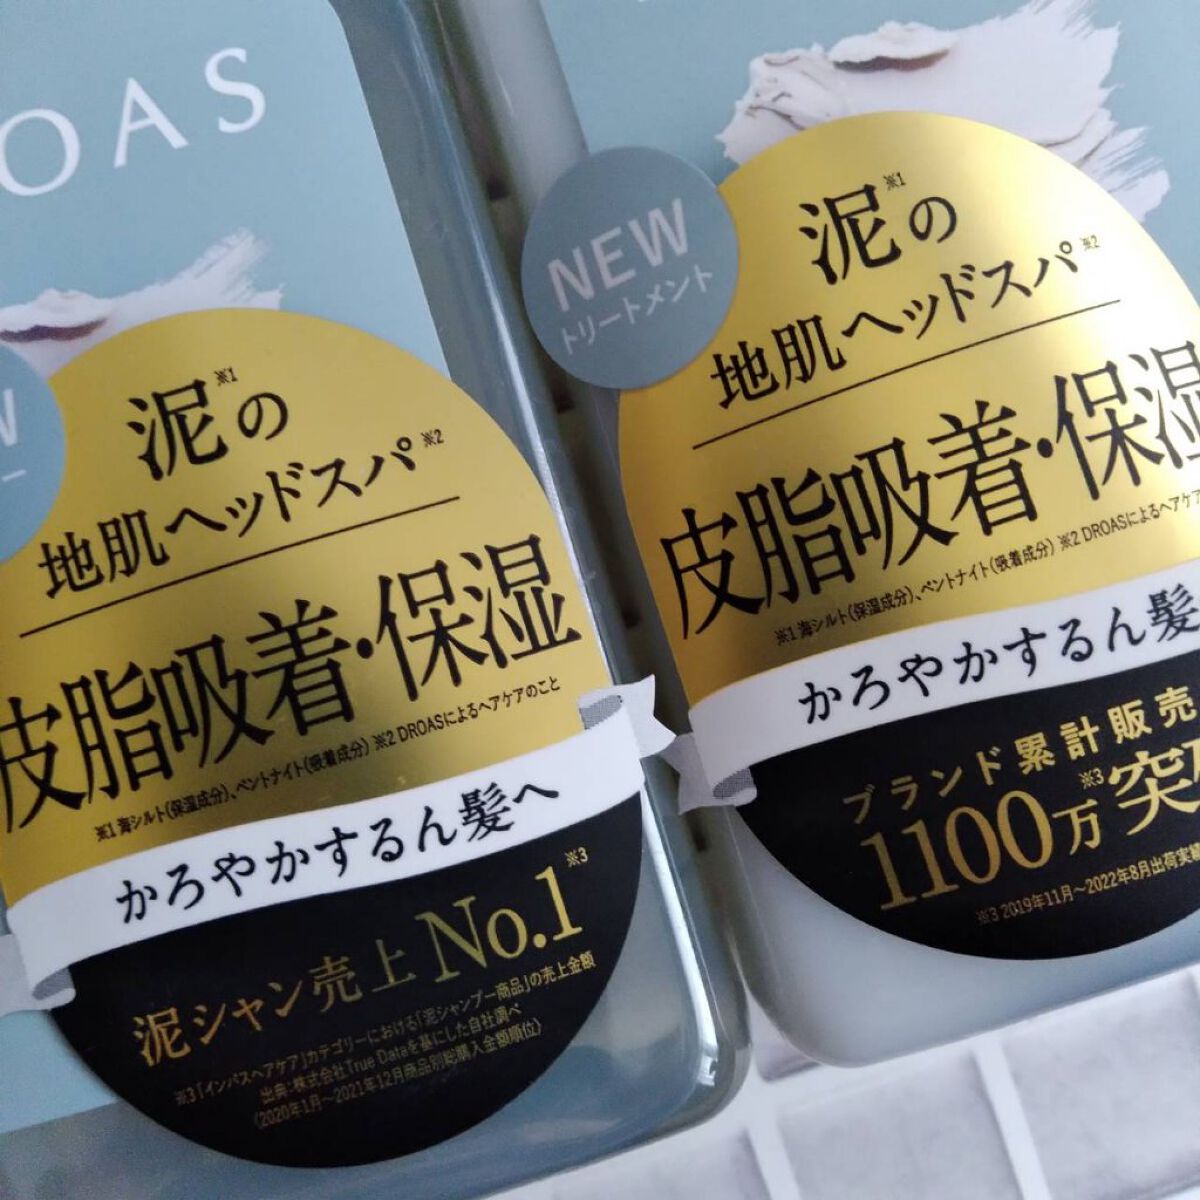 OAS
W
ー
泥※1の
地肌ヘッドスパ※2
皮脂吸着・保湿
※1 海シルト(保湿成分)、ベントナイト(吸着成分) ※2 DROASによるヘアケアのこと
かろやかするん髪へ
泥シャン売上No.1※3
※3「インバスヘアケア」カテゴリーにおける「泥シャンプー商品」の売上金額
出典:株式会社True Dataを基にした自社調べ
(2020年1月〜2021年12月商品別総購入金額順位)
NEW
トリートメント
泥※1の
地肌ヘッドスパ※2
皮脂吸着・保湿
※1 海シルト(保湿成分)、ベントナイト(吸着成分) ※2 DROASによるヘアケア
かろやかするん髪
ブランド累計販売
1100万※3突
※3 2019年11月〜2022年8月出荷実績